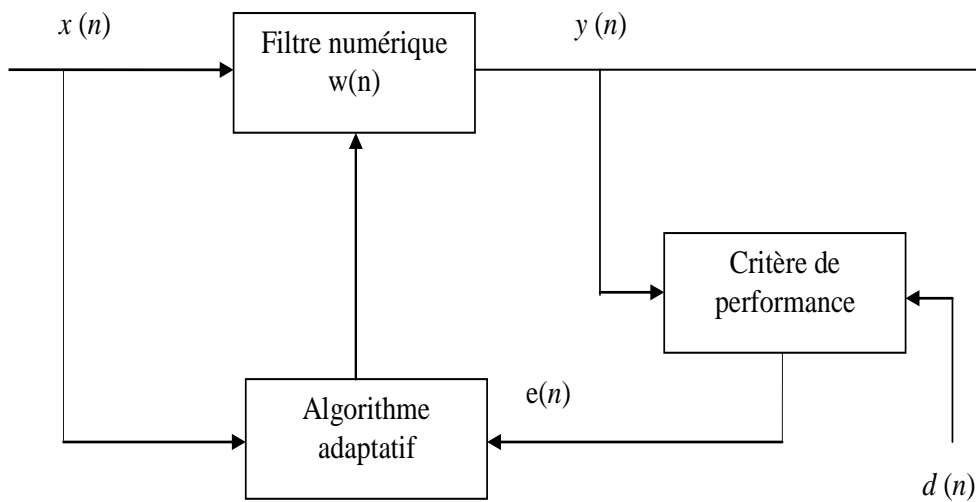 x (n)
Filtre numérique
w(n)
y (n)
Critère de
performance
Algorithme
adaptatif
e(n)
d (n)